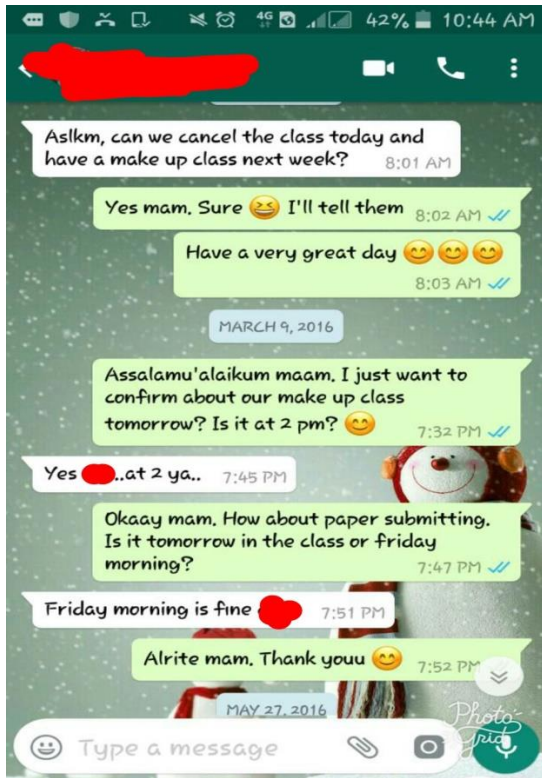 4G 42% 10:44 AM
Aslkm, can we cancel the class today and
have a make up class next week? 8:01 AM
Yes mam. Sure 😆 I'll tell them 8:02 AM
Have a very great day 😊😊😊
8:03 AM
MARCH 9, 2016
Assalamu'alaikum maam. I just want to
confirm about our make up class
tomorrow? Is it at 2 pm? 😊 7:32 PM
Yes ..at 2 ya.. 7:45 PM
Okaay mam. How about paper submitting.
Is it tomorrow in the class or friday
morning? 7:47 PM
Friday morning is fine 7:51 PM
Alrite mam. Thank youu 😊 7:52 PM
MAY 27, 2016
Type a message
Photo
Grid